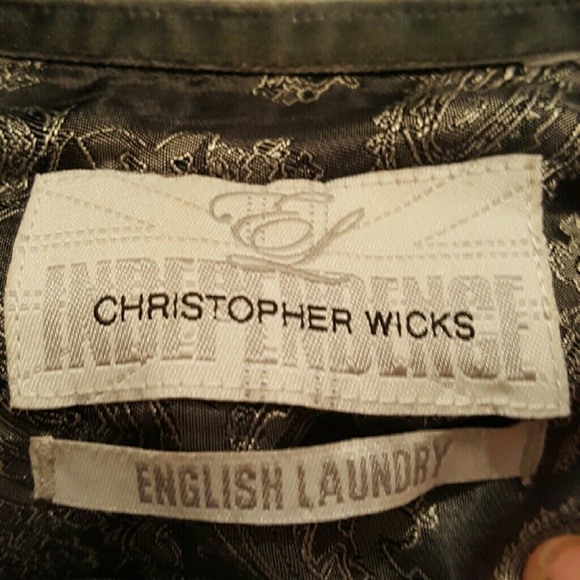 EL
INDEPENDENCE
CHRISTOPHER WICKS
ENGLISH LAUNDRY